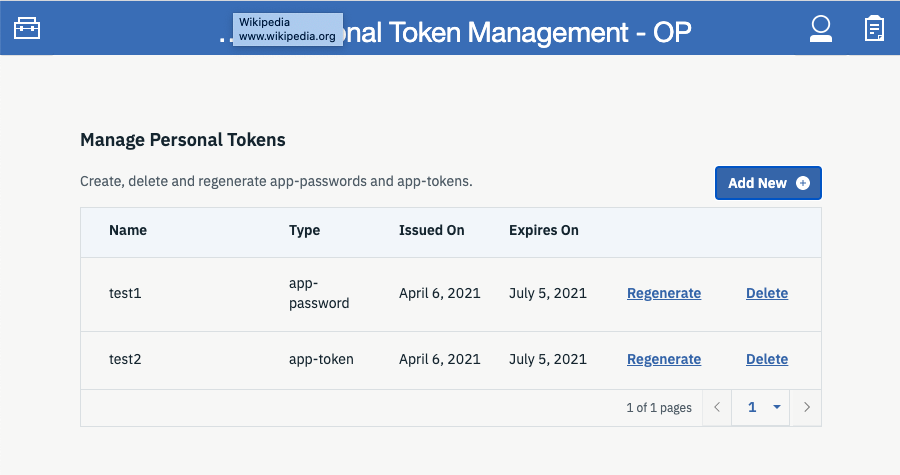 Wikipedia
www.wikipedia.org
...nal Token Management - OP
Manage Personal Tokens
Create, delete and regenerate app-passwords and app-tokens.
Add New
Name Type Issued On Expires On
test1 app-password April 6, 2021 July 5, 2021 Regenerate Delete
test2 app-token April 6, 2021 July 5, 2021 Regenerate Delete
1 of 1 pages 1